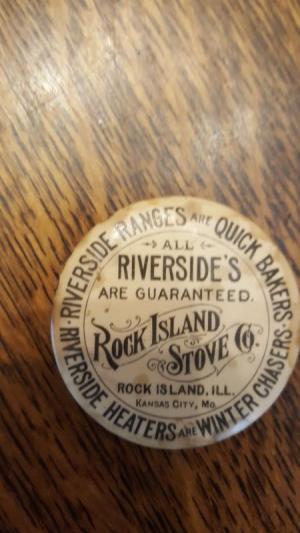 RIVERSIDE RANGES ARE QUICK BAKERS
ALL
RIVERSIDE'S
ARE GUARANTEED.
ROCK ISLAND
STOVE CO.
ROCK ISLAND, ILL.
KANSAS CITY, MO.
RIVERSIDE HEATERS ARE WINTER CHASERS